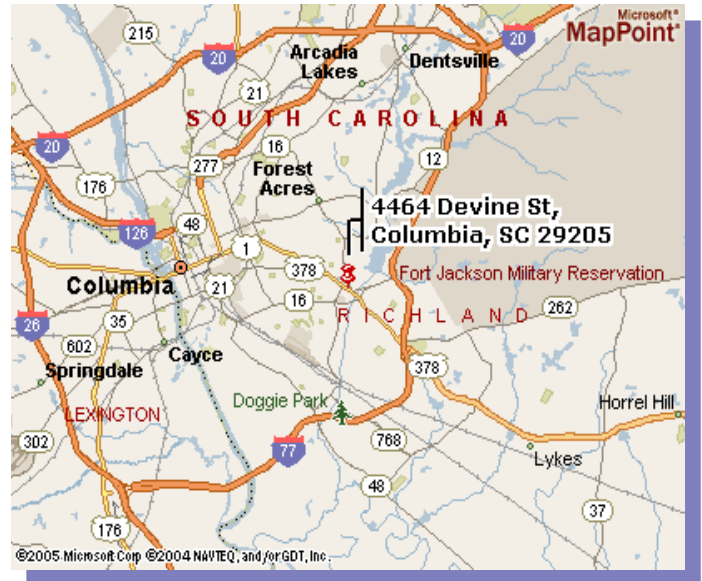 Microsoft®
MapPoint®
215
20
20
Arcadia
Lakes
Dentsville
21
SOUTH CAROLINA
20
16
12
277
176
Forest
Acres
4464 Devine St,
Columbia, SC 29205
48
126
1
378
Fort Jackson Military Reservation
Columbia
21
16
RICHLAND
262
26
35
602
Cayce
378
Springdale
Doggie Park
Horrel Hill
LEXINGTON
302
77
768
Lykes
48
37
176
©2005 Microsoft Corp ©2004 NAVTEQ, and/or GDT, Inc.